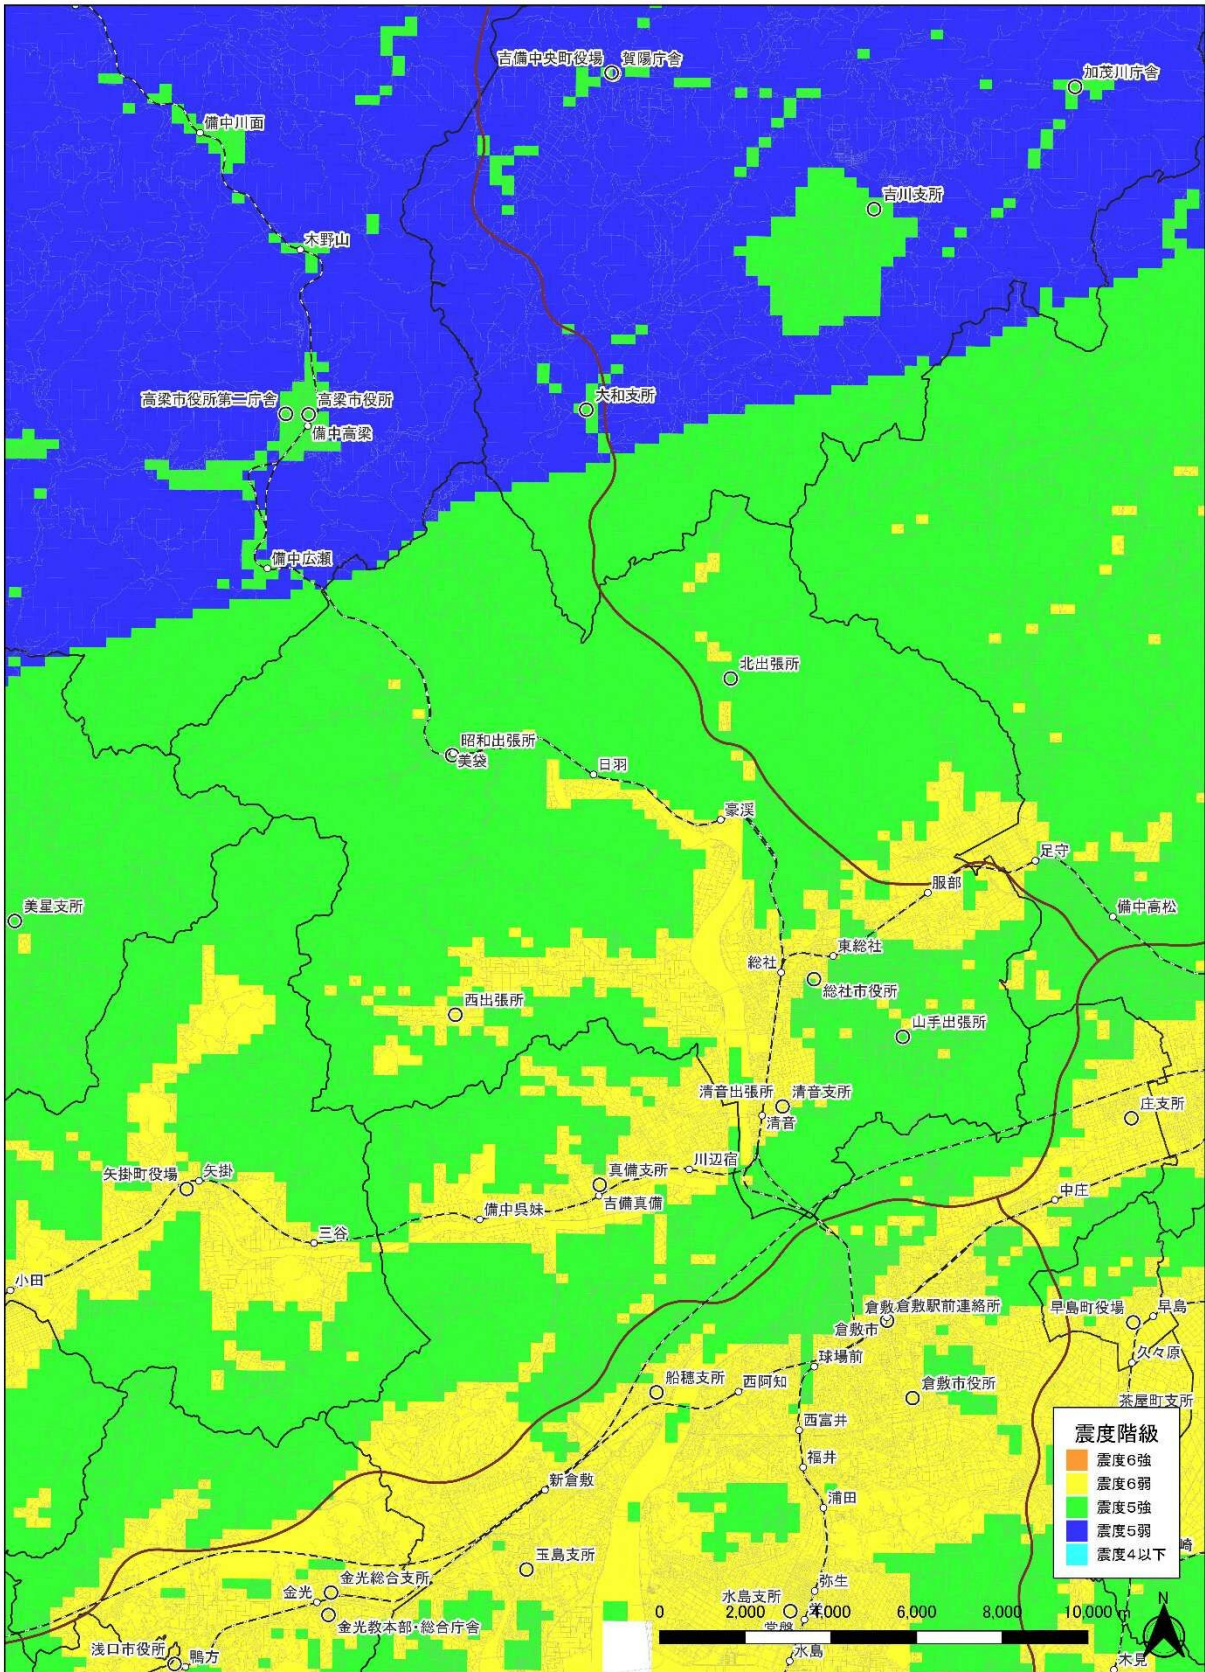 吉備中央町役場 賀陽庁舎
加茂川庁舎
備中川面
吉川支所
木野山
大和支所
高梁市役所第二庁舎 高梁市役所
備中高梁
備中広瀬
北出張所
昭和出張所
美袋
日羽
豪渓
足守
服部
備中高松
美星支所
東総社
総社
総社市役所
西出張所
山手出張所
清音出張所 清音支所
清音
庄支所
矢掛町役場 矢掛
真備支所 川辺宿
吉備真備
備中呉妹
中庄
三谷
小田
倉敷 倉敷駅前連絡所
倉敷市
早島町役場 早島
球場前
久々原
船穂支所 西阿知
倉敷市役所
茶屋町支所
西富井
福井
新倉敷
浦田
震度階級
震度6強
震度6弱
震度5強
震度5弱
震度4以下
崎
玉島支所
金光総合支所
金光
弥生
水島支所
栄
金光教本部・総合庁舎
常盤
0 2,000 4,000 6,000 8,000 10,000 m
N
浅口市役所 鴨方
水島
木見